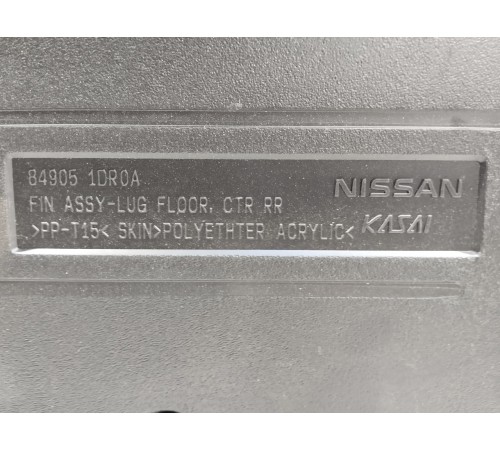 84905 1DR0A NISSAN
FIN ASSY-LUG FLOOR, CTR RR
>PP-T15< SKIN>POLYETHTER ACRYLIC< KASAI